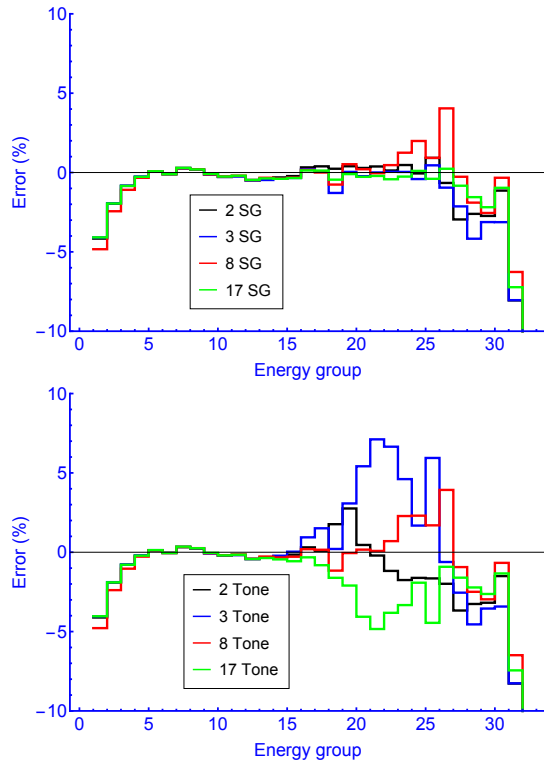 10
5
0
−5
−10
Error (%)
2 SG
3 SG
8 SG
17 SG
0 5 10 15 20 25 30
Energy group
10
5
0
−5
−10
Error (%)
2 Tone
3 Tone
8 Tone
17 Tone
0 5 10 15 20 25 30
Energy group